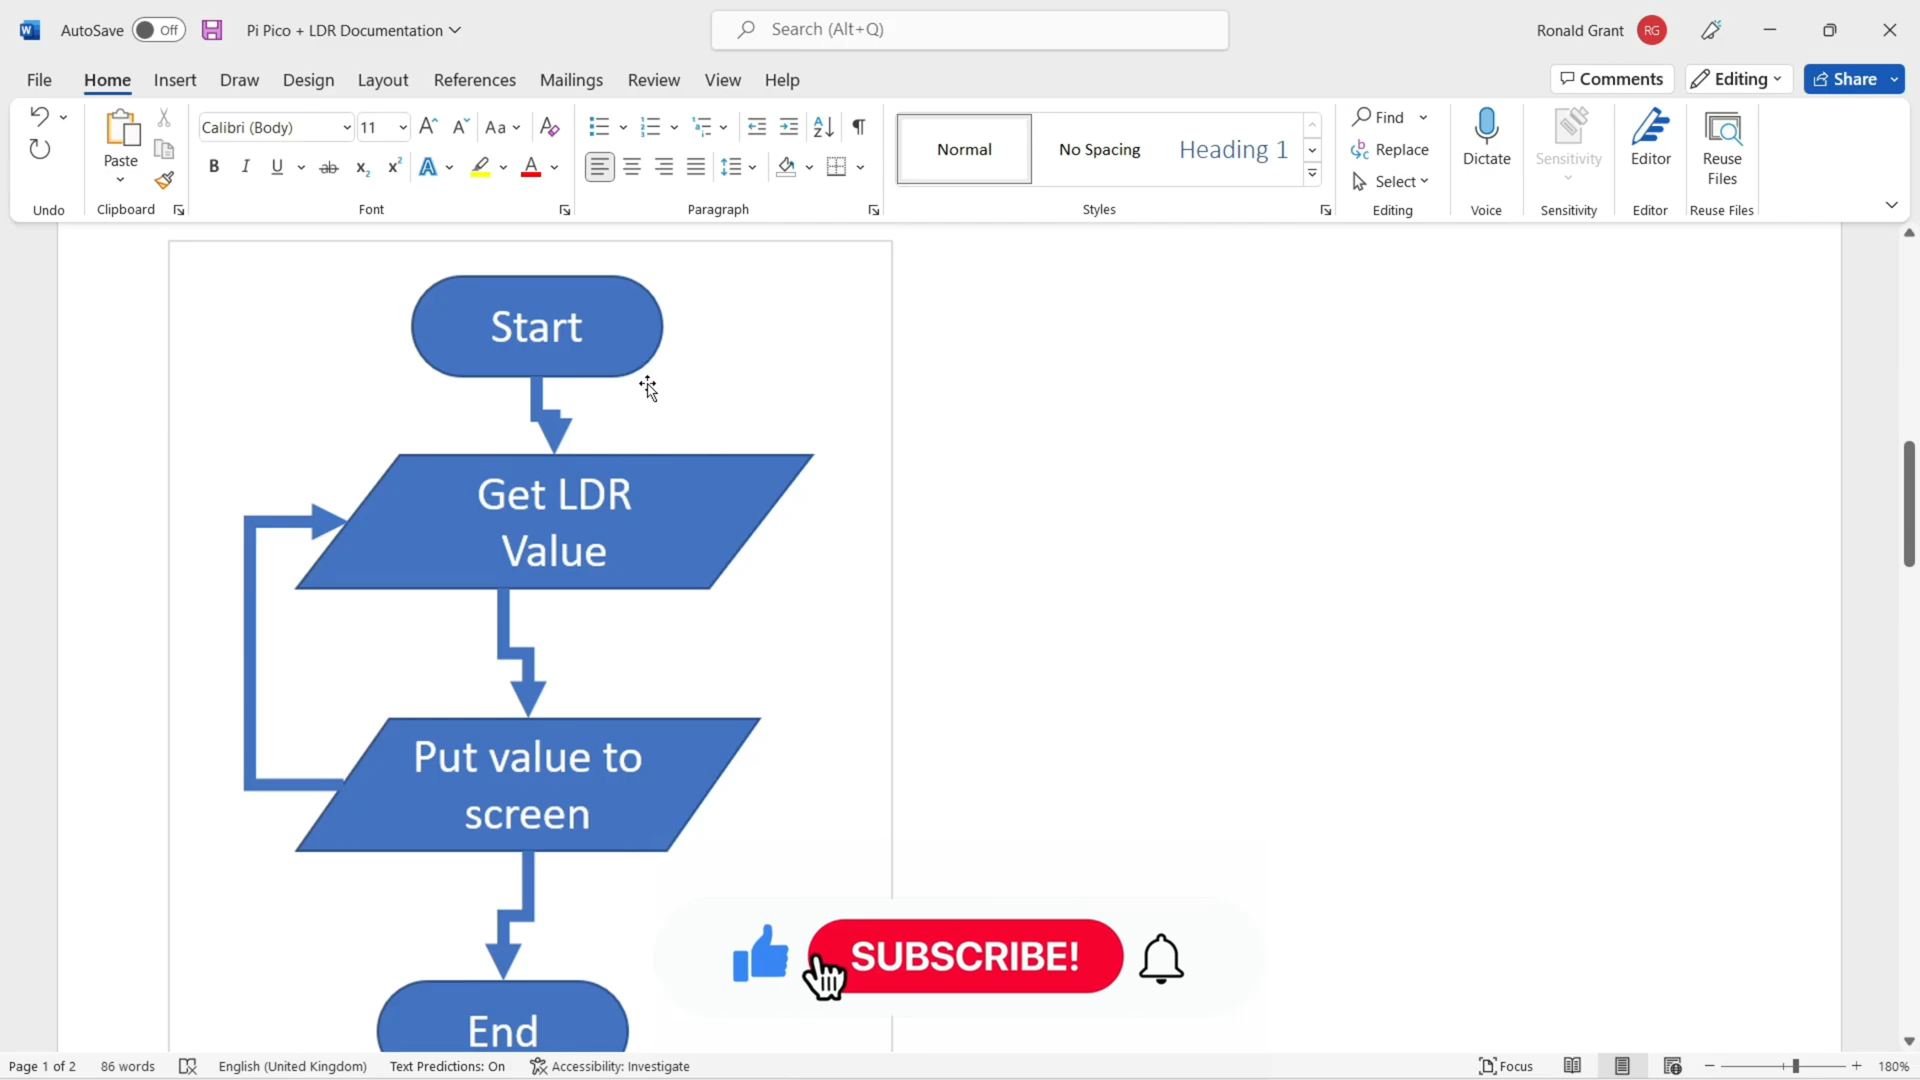 W AutoSave Off Pi Pico + LDR Documentation Search (Alt+Q) Ronald Grant RG
File Home Insert Draw Design Layout References Mailings Review View Help Comments Editing Share
Calibri (Body) 11 Aa
Normal No Spacing Heading 1
Find
Replace
Select
Paste
Dictate Sensitivity Editor Reuse
Files
B I U ab x2 x2 A A
Undo Clipboard Font Paragraph Styles Editing Voice Sensitivity Editor Reuse Files
Start
Get LDR
Value
Put value to
screen
End
SUBSCRIBE!
Page 1 of 2 86 words English (United Kingdom) Text Predictions: On Accessibility: Investigate Focus 180%